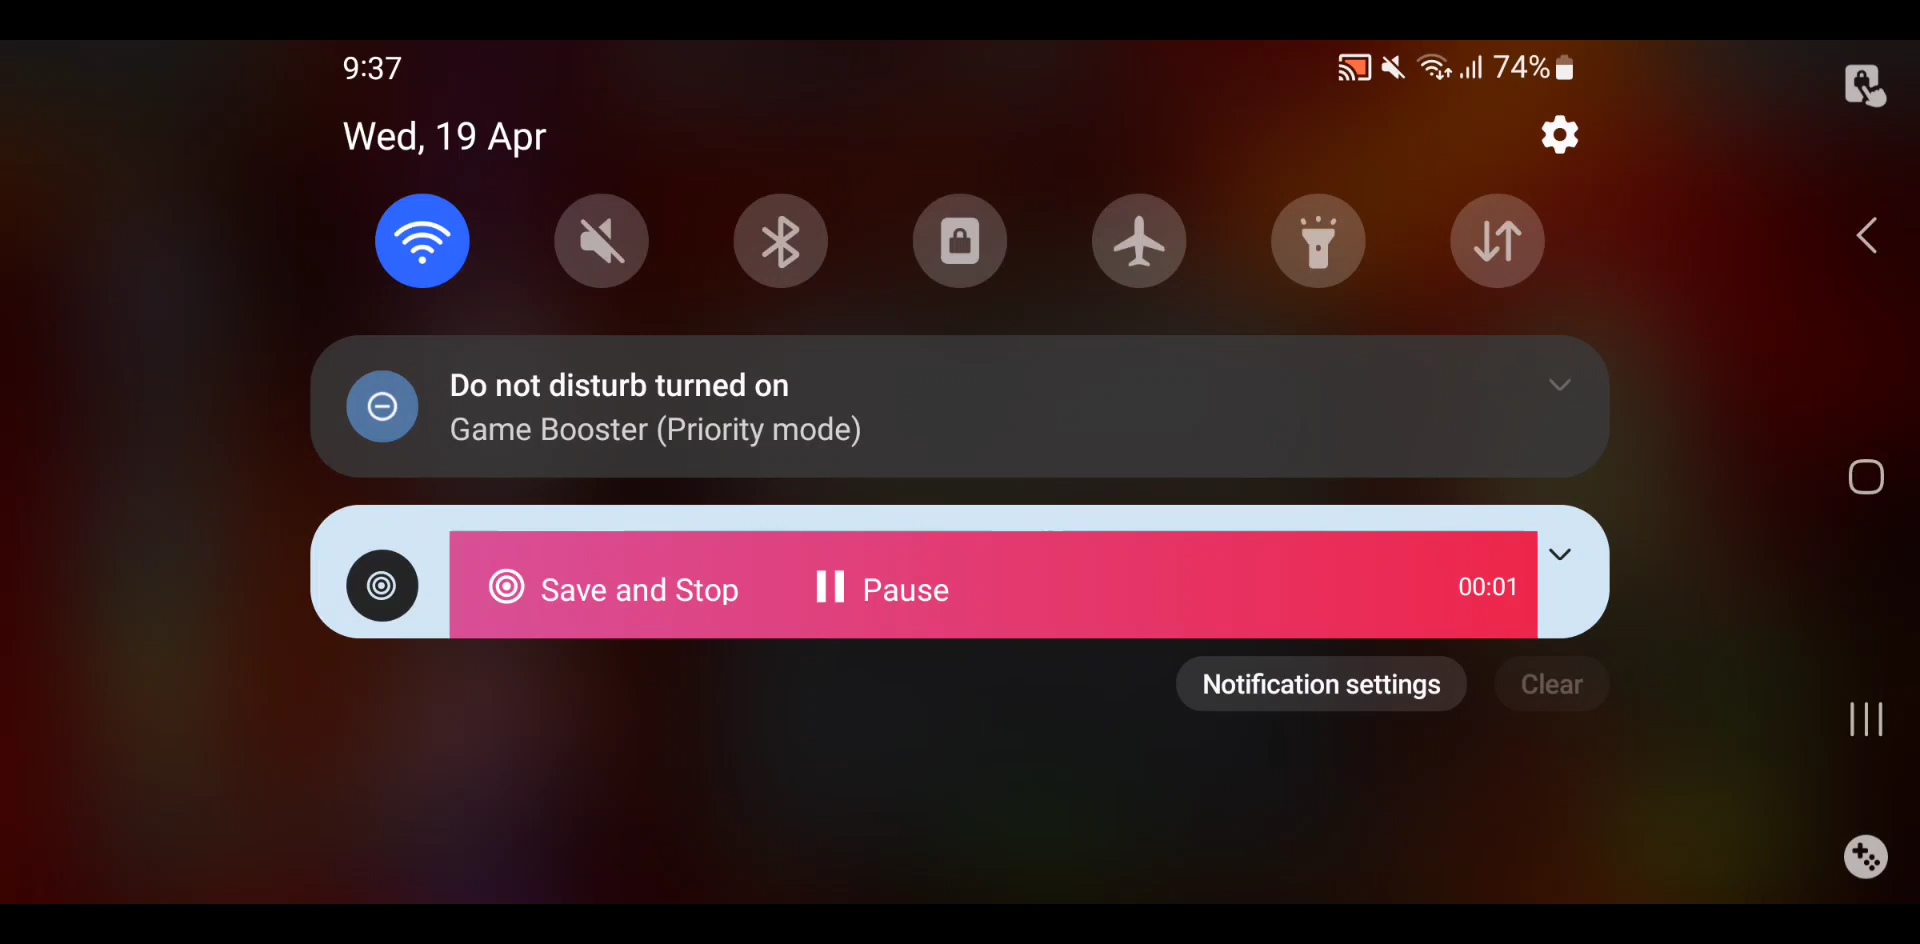 9:37
74%
Wed, 19 Apr
Do not disturb turned on
Game Booster (Priority mode)
Save and Stop
Pause
00:01
Notification settings
Clear